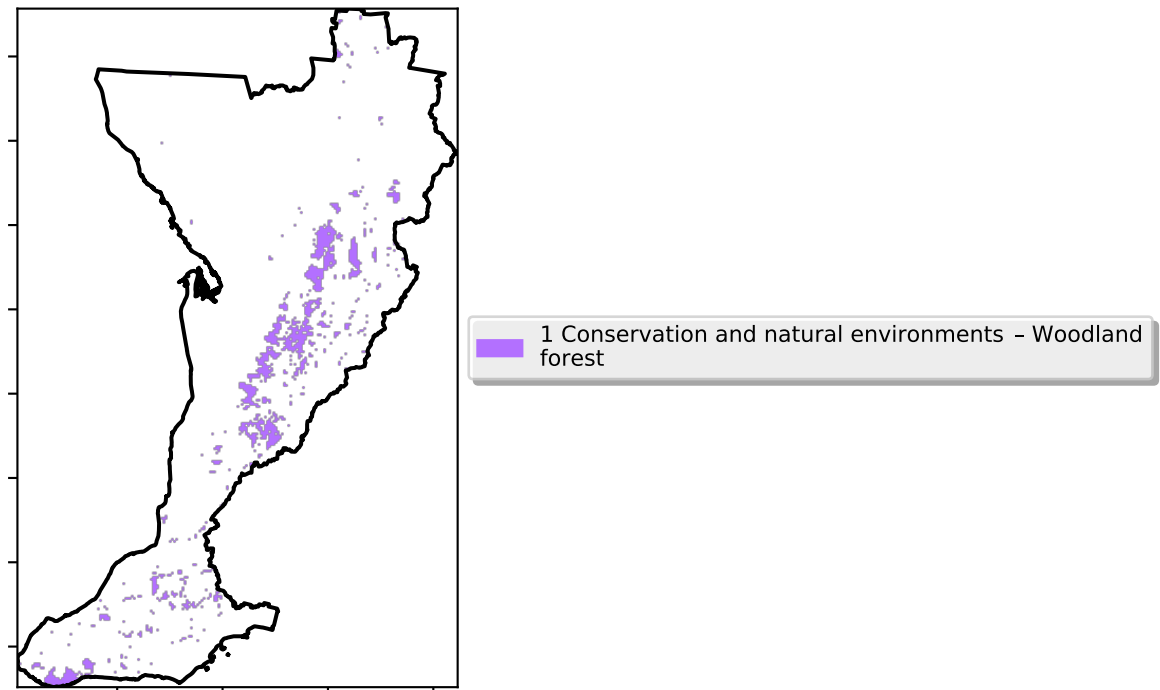 1 Conservation and natural environments – Woodland
forest